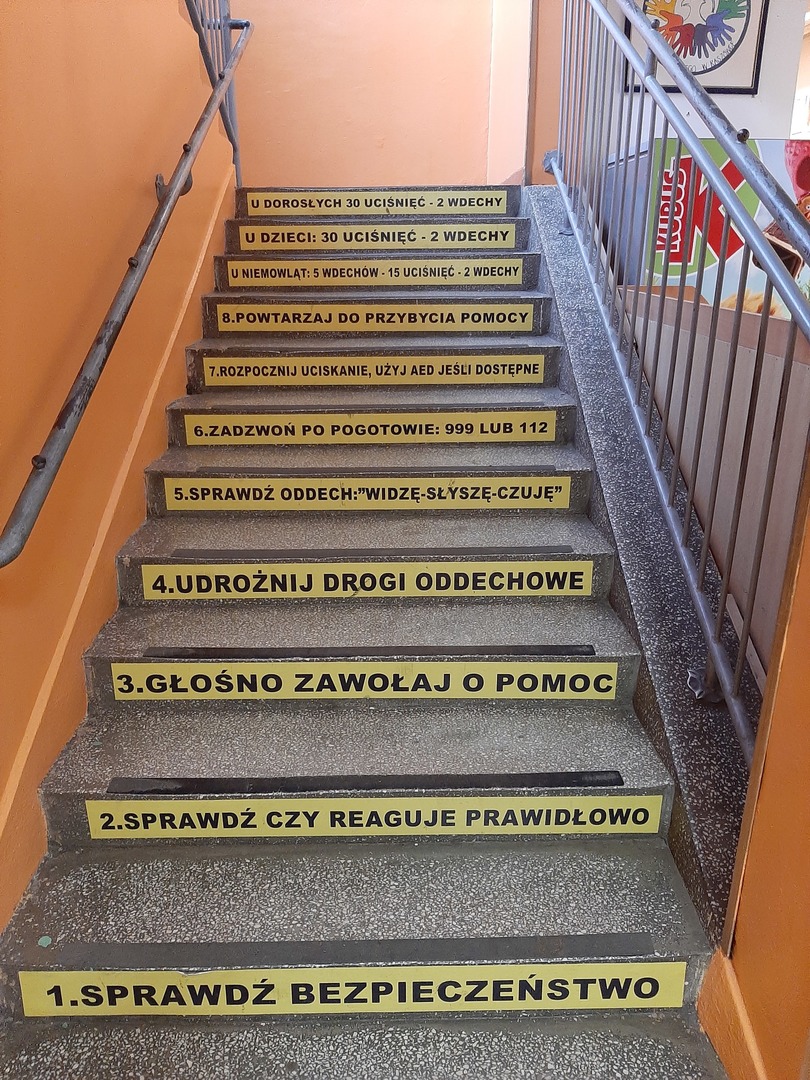 U DOROSŁYCH 30 UCIŚNIĘĆ - 2 WDECHY
U DZIECI: 30 UCIŚNIĘĆ - 2 WDECHY
U NIEMOWLĄT: 5 WDECHÓW - 15 UCIŚNIĘĆ - 2 WDECHY
8.POWTARZAJ DO PRZYBYCIA POMOCY
7.ROZPOCZNIJ UCISKANIE, UŻYJ AED JEŚLI DOSTĘPNE
6.ZADZWOŃ PO POGOTOWIE: 999 LUB 112
5.SPRAWDŹ ODDECH:”WIDZĘ-SŁYSZĘ-CZUJĘ”
4.UDROŻNIJ DROGI ODDECHOWE
3.GŁOŚNO ZAWOŁAJ O POMOC
2.SPRAWDŹ CZY REAGUJE PRAWIDŁOWO
1.SPRAWDŹ BEZPIECZEŃSTWO
KUBUŚ